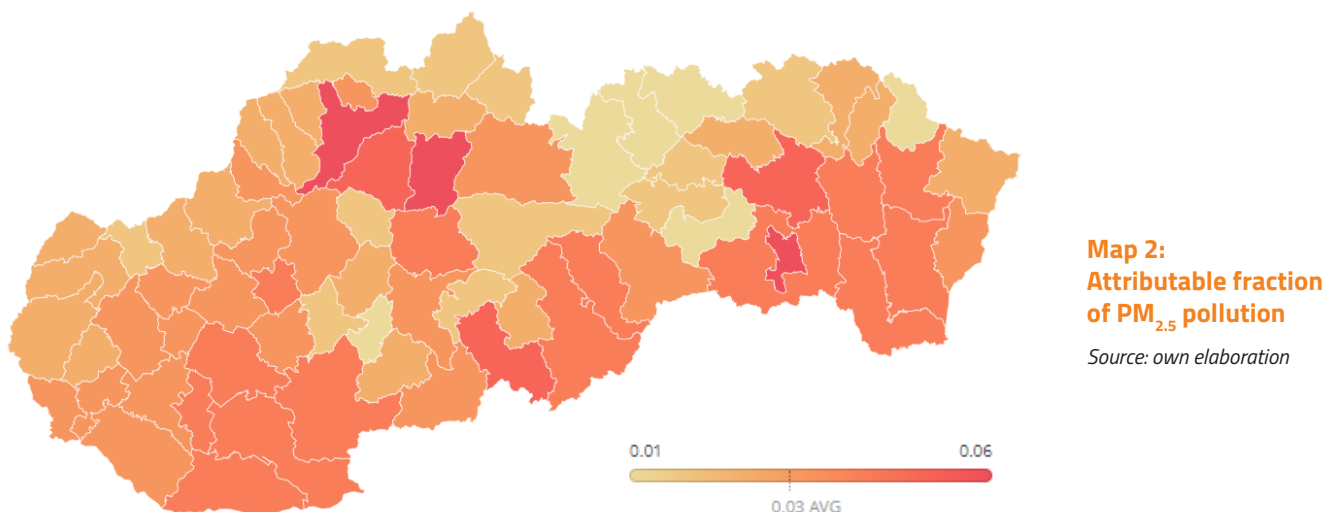 Map 2:
Attributable fraction
of PM2.5 pollution
Source: own elaboration
0.01 0.06
0.03 AVG